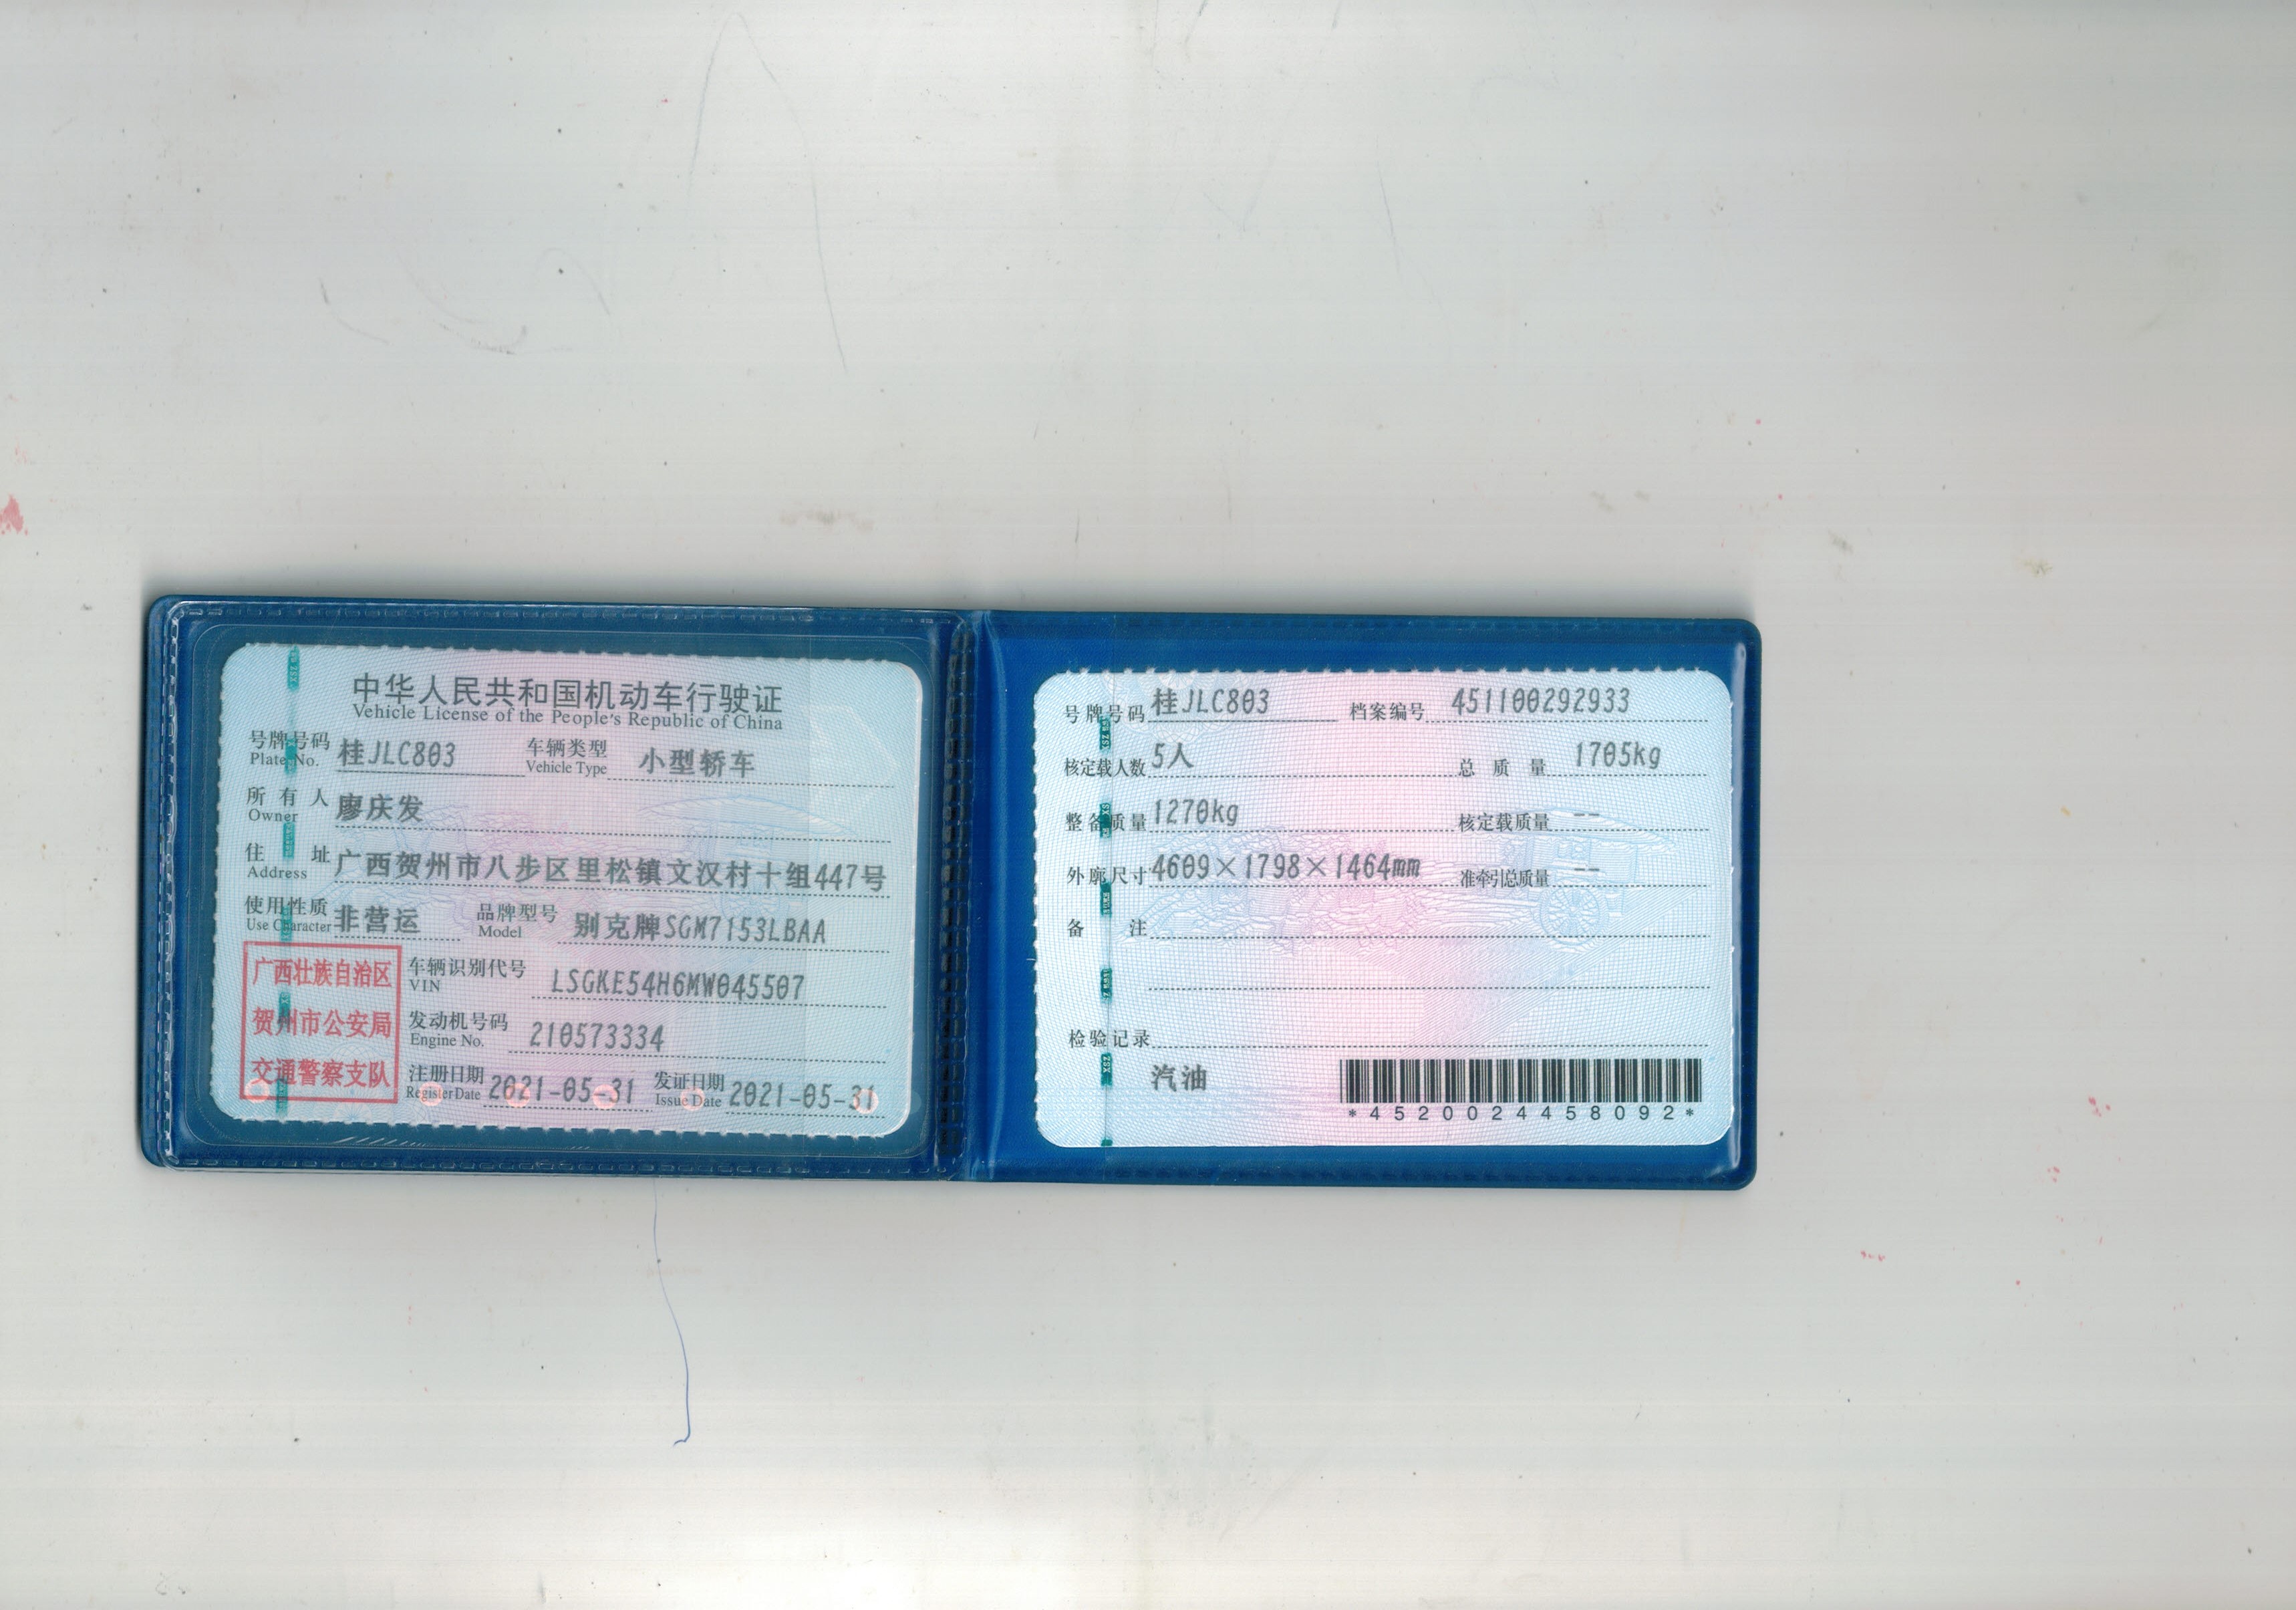 中华人民共和国机动车行驶证
Vehicle License of the People's Republic of China
号牌号码 桂JLC803 车辆类型 小型轿车
Plate No. Vehicle Type
所有人 廖庆发
Owner
住址 广西贺州市八步区里松镇文汉村十组447号
Address
使用性质 非营运 品牌型号 别克牌SGM7153LBAA
Use Character Model
广西壮族自治区
贺州市公安局
交通警察支队
车辆识别代号 LSGKE54H6MW045507
VIN
发动机号码 210573334
Engine No.
注册日期 2021-05-31 发证日期 2021-05-31
Register Date Issue Date
号牌号码 桂JLC803 档案编号 451100292933
核定载人数 5人 总质量 1705kg
整备质量 1270kg 核定载质量 --
外廓尺寸 4609×1798×1464mm 准牵引总质量 --
备注
检验记录
汽油
*4520024458092*